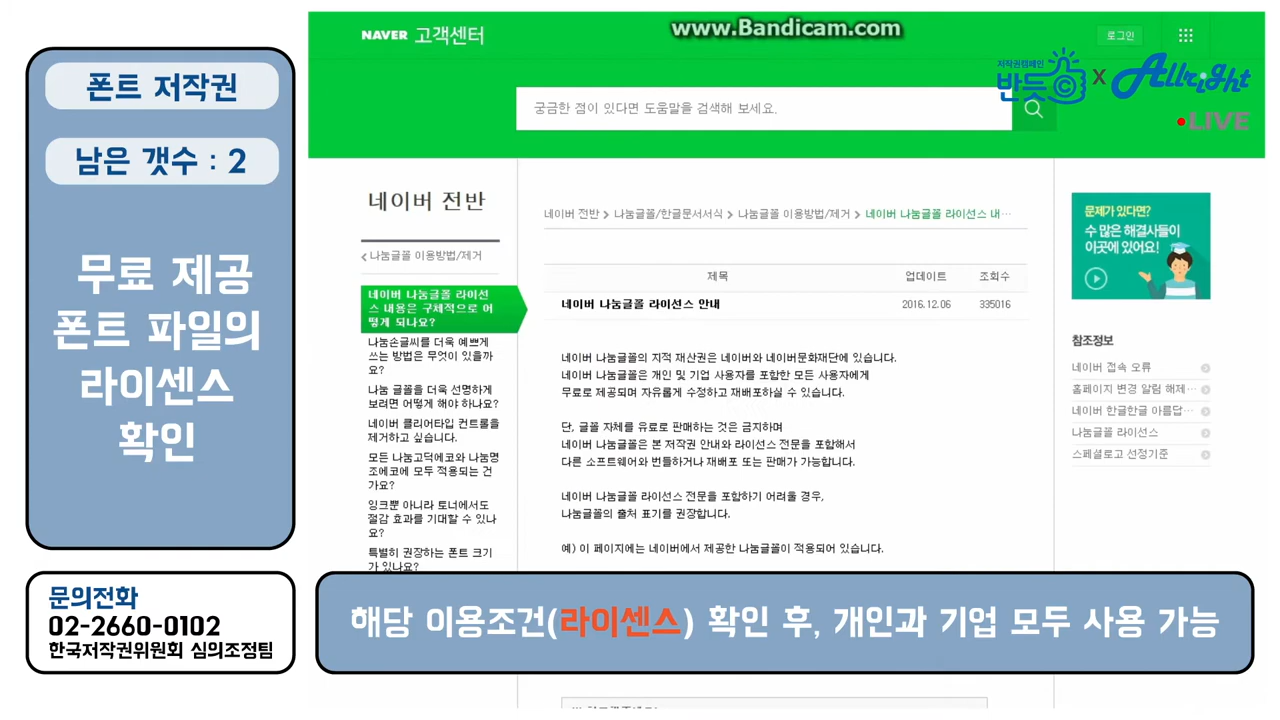 폰트 저작권
남은 갯수 : 2
무료 제공
폰트 파일의
라이센스
확인
문의전화
02-2660-0102
한국저작권위원회 심의조정팀
www.Bandicam.com
NAVER 고객센터
로그인
저작권캠페인
반듯© X Allright
LIVE
궁금한 점이 있다면 도움말을 검색해 보세요.
네이버 전반
나눔글꼴 이용방법/제거
네이버 나눔글꼴 라이선
스 내용은 구체적으로 어
떻게 되나요?
나눔손글씨를 더욱 예쁘게
쓰는 방법은 무엇이 있을까
요?
나눔 글꼴을 더욱 선명하게
보려면 어떻게 해야 하나요?
네이버 클리어타입 컨트롤을
제거하고 싶습니다.
모든 나눔고딕에코와 나눔명
조에코에 모두 적용되는 건
가요?
잉크뿐 아니라 토너에서도
절감 효과를 기대할 수 있나
요?
특별히 권장하는 폰트 크기
가 있나요?
네이버 전반 > 나눔글꼴/한글문서서식 > 나눔글꼴 이용방법/제거 > 네이버 나눔글꼴 라이선스 내…
제목 업데이트 조회수
네이버 나눔글꼴 라이선스 안내 2016.12.06 335016
네이버 나눔글꼴의 지적 재산권은 네이버와 네이버문화재단에 있습니다.
네이버 나눔글꼴은 개인 및 기업 사용자를 포함한 모든 사용자에게
무료로 제공되며 자유롭게 수정하고 재배포하실 수 있습니다.
단, 글꼴 자체를 유료로 판매하는 것은 금지하며
네이버 나눔글꼴은 본 저작권 안내와 라이선스 전문을 포함해서
다른 소프트웨어와 번들하거나 재배포 또는 판매가 가능합니다.
네이버 나눔글꼴 라이선스 전문을 포함하기 어려울 경우,
나눔글꼴의 출처 표기를 권장합니다.
예) 이 페이지에는 네이버에서 제공한 나눔글꼴이 적용되어 있습니다.
문제가 있다면?
수 많은 해결사들이
이곳에 있어요!
참조정보
네이버 접속 오류
홈페이지 변경 알림 해제…
네이버 한글한글 아름답…
나눔글꼴 라이선스
스페셜로고 선정기준
해당 이용조건(라이센스) 확인 후, 개인과 기업 모두 사용 가능